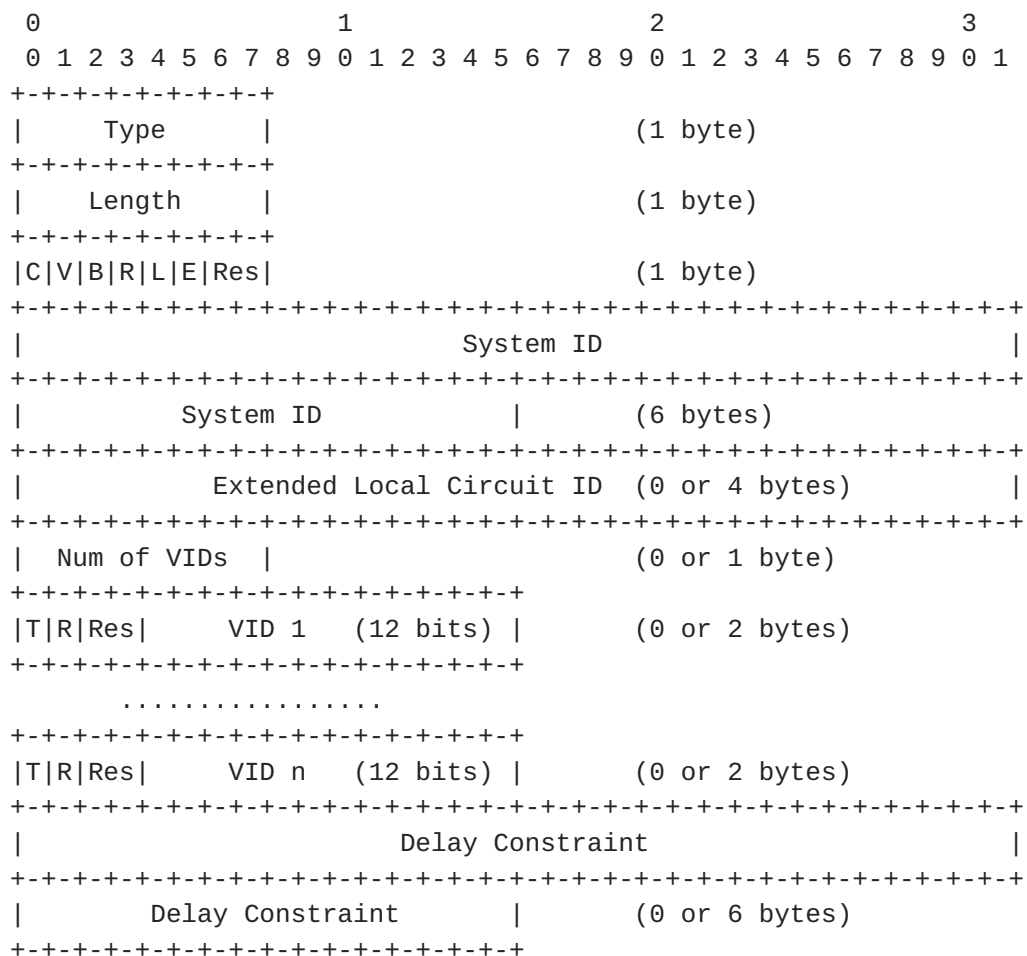 0                   1                   2                   3
 0 1 2 3 4 5 6 7 8 9 0 1 2 3 4 5 6 7 8 9 0 1 2 3 4 5 6 7 8 9 0 1
+-+-+-+-+-+-+-+-+
|     Type      |                       (1 byte)
+-+-+-+-+-+-+-+-+
|    Length     |                       (1 byte)
+-+-+-+-+-+-+-+-+
|C|V|B|R|L|E|Res|                       (1 byte)
+-+-+-+-+-+-+-+-+-+-+-+-+-+-+-+-+-+-+-+-+-+-+-+-+-+-+-+-+-+-+-+-+
|                            System ID                          |
+-+-+-+-+-+-+-+-+-+-+-+-+-+-+-+-+-+-+-+-+-+-+-+-+-+-+-+-+-+-+-+-+
|          System ID            |       (6 bytes)
+-+-+-+-+-+-+-+-+-+-+-+-+-+-+-+-+-+-+-+-+-+-+-+-+-+-+-+-+-+-+-+-+
|            Extended Local Circuit ID  (0 or 4 bytes)          |
+-+-+-+-+-+-+-+-+-+-+-+-+-+-+-+-+-+-+-+-+-+-+-+-+-+-+-+-+-+-+-+-+
|  Num of VIDs  |                       (0 or 1 byte)
+-+-+-+-+-+-+-+-+-+-+-+-+-+-+-+-+
|T|R|Res|     VID 1   (12 bits) |       (0 or 2 bytes)
+-+-+-+-+-+-+-+-+-+-+-+-+-+-+-+-+
       .................
+-+-+-+-+-+-+-+-+-+-+-+-+-+-+-+-+
|T|R|Res|     VID n   (12 bits) |       (0 or 2 bytes)
+-+-+-+-+-+-+-+-+-+-+-+-+-+-+-+-+-+-+-+-+-+-+-+-+-+-+-+-+-+-+-+-+
|                        Delay Constraint                       |
+-+-+-+-+-+-+-+-+-+-+-+-+-+-+-+-+-+-+-+-+-+-+-+-+-+-+-+-+-+-+-+-+
|        Delay Constraint       |       (0 or 6 bytes)
+-+-+-+-+-+-+-+-+-+-+-+-+-+-+-+-+